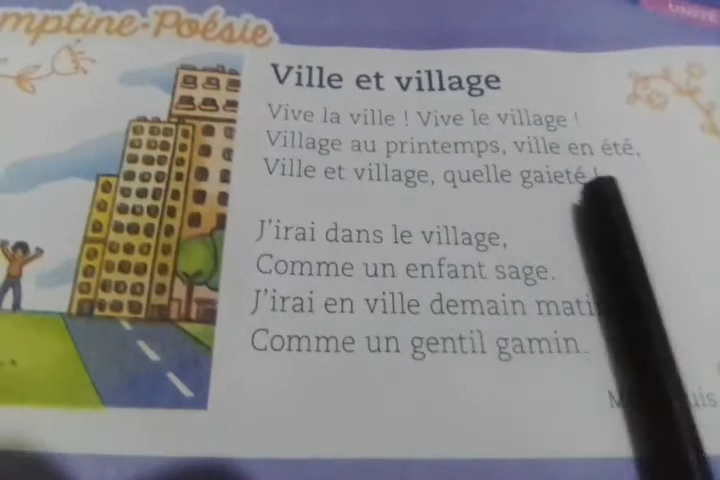 mptine-Poésie
Ville et village
Vive la ville ! Vive le village !
Village au printemps, ville en été,
Ville et village, quelle gaieté !
J'irai dans le village,
Comme un enfant sage.
J'irai en ville demain mati
Comme un gentil gamin.